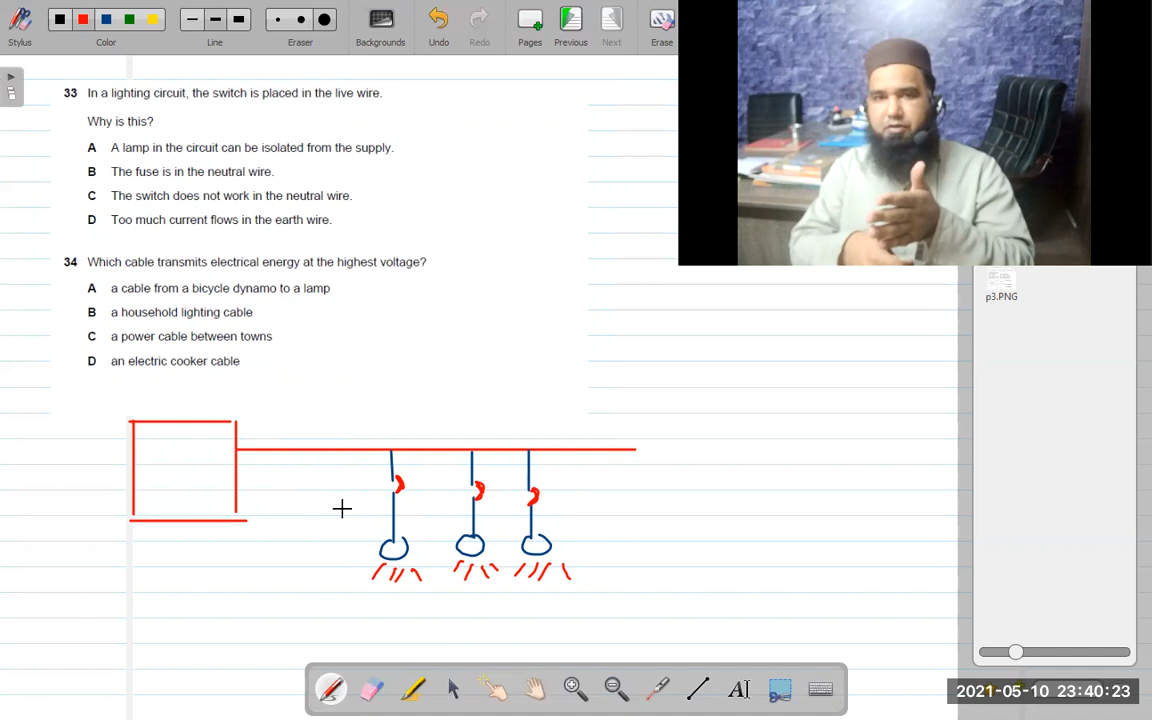 Stylus
Color
Line
Eraser
Backgrounds
Undo
Redo
Pages
Previous
Next
Erase
33 In a lighting circuit, the switch is placed in the live wire.
Why is this?
A A lamp in the circuit can be isolated from the supply.
B The fuse is in the neutral wire.
C The switch does not work in the neutral wire.
D Too much current flows in the earth wire.
34 Which cable transmits electrical energy at the highest voltage?
A a cable from a bicycle dynamo to a lamp
B a household lighting cable
C a power cable between towns
D an electric cooker cable
p3.PNG
2021-05-10 23:40:23